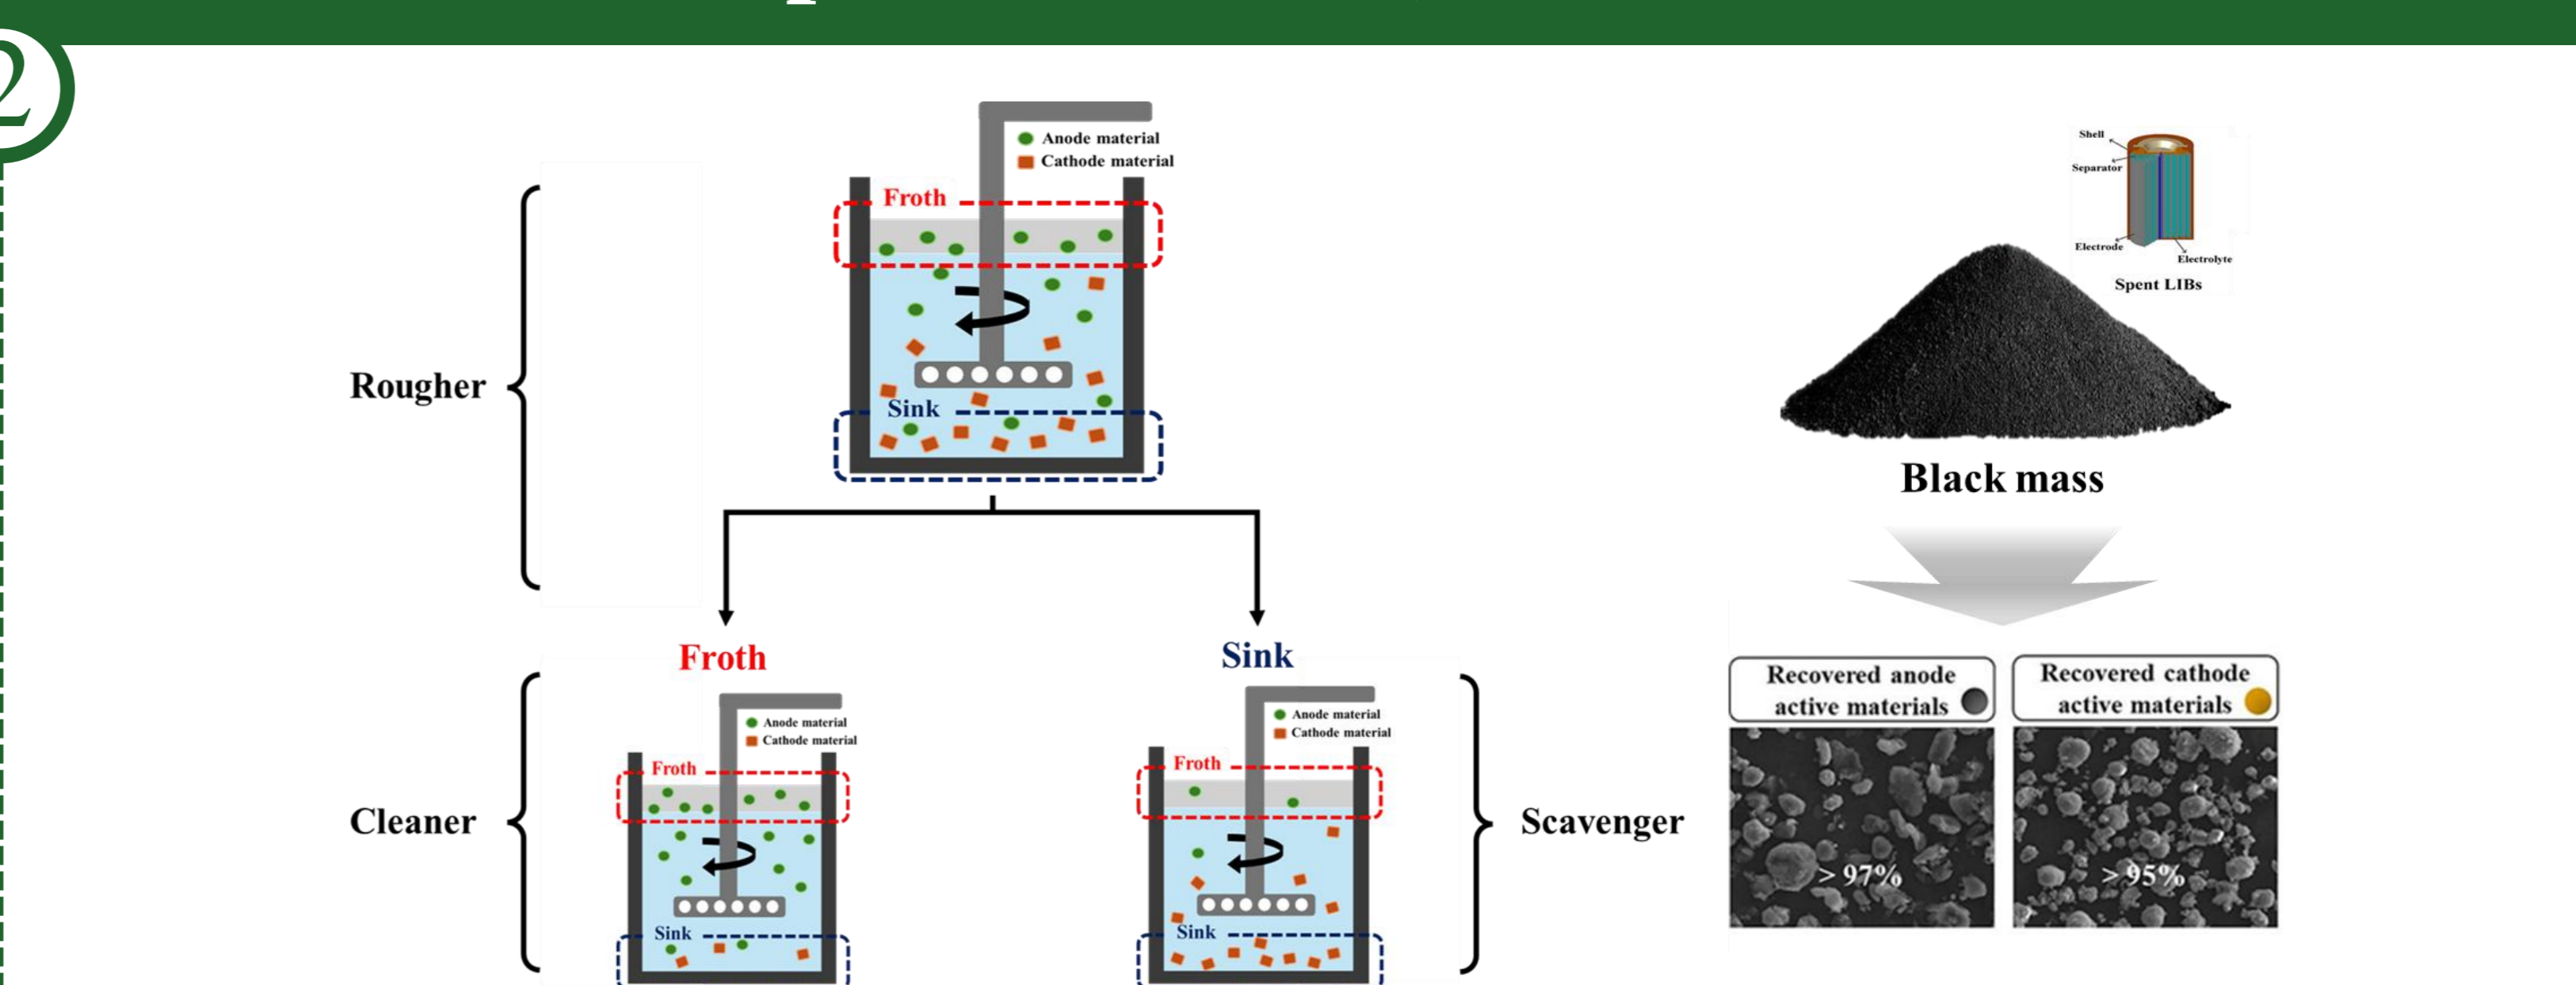 2
Anode material
Cathode material
Froth
Sink
Rougher
Froth
Sink
Anode material
Cathode material
Froth
Sink
Cleaner
Anode material
Cathode material
Froth
Sink
Scavenger
Shell
Separator
Electrode
Electrolyte
Spent LIBs
Black mass
Recovered anode
active materials
Recovered cathode
active materials
> 97%
> 95%